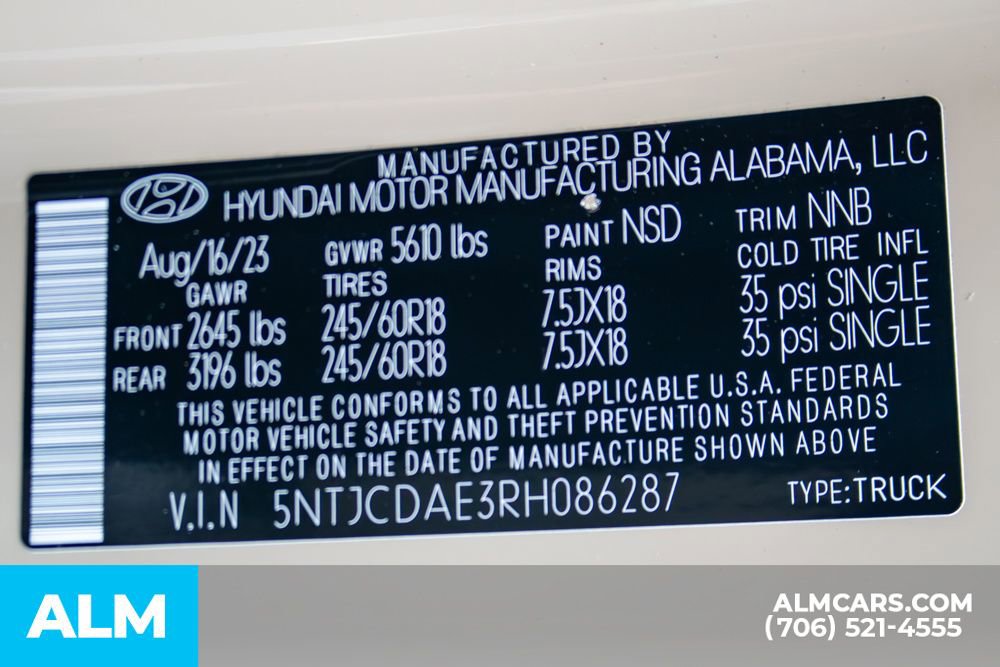 MANUFACTURED BY
HYUNDAI MOTOR MANUFACTURING ALABAMA, LLC
Aug/16/23 GVWR 5610 lbs PAINT NSD TRIM NNB
GAWR TIRES RIMS COLD TIRE INFL
FRONT 2645 lbs 245/60R18 7.5JX18 35 psi SINGLE
REAR 3196 lbs 245/60R18 7.5JX18 35 psi SINGLE
THIS VEHICLE CONFORMS TO ALL APPLICABLE U.S.A. FEDERAL
MOTOR VEHICLE SAFETY AND THEFT PREVENTION STANDARDS
IN EFFECT ON THE DATE OF MANUFACTURE SHOWN ABOVE
V.I.N 5NTJCDAE3RH086287 TYPE:TRUCK
ALM
ALMCARS.COM
(706) 521-4555